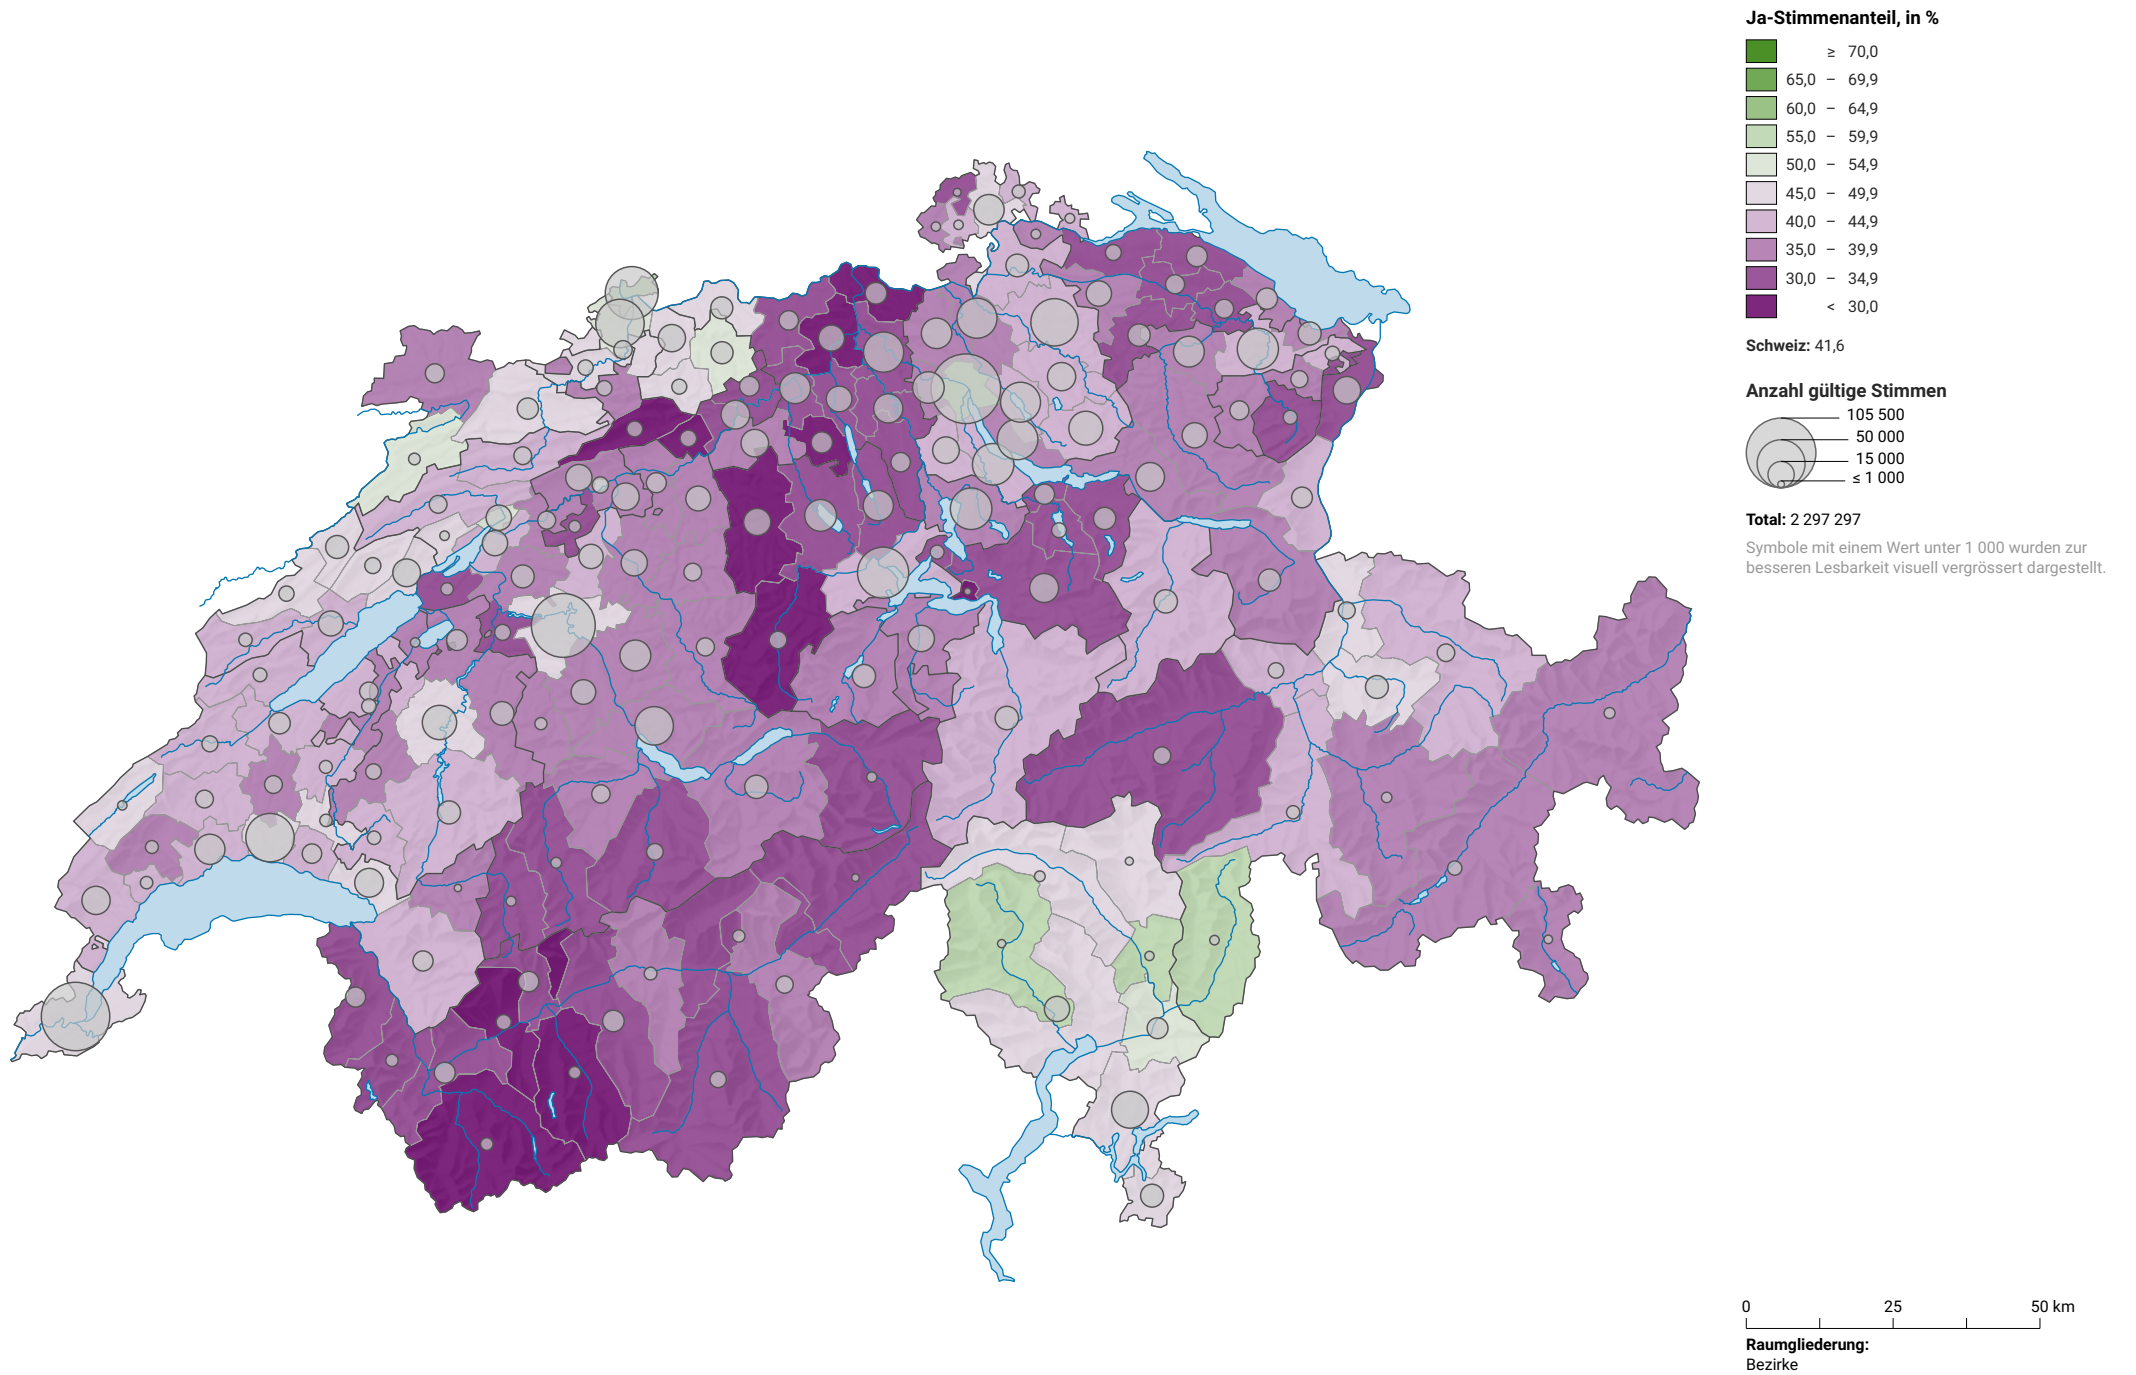 Ja-Stimmenanteil, in %
≥ 70,0
65,0 – 69,9
60,0 – 64,9
55,0 – 59,9
50,0 – 54,9
45,0 – 49,9
40,0 – 44,9
35,0 – 39,9
30,0 – 34,9
< 30,0
Schweiz: 41,6
Anzahl gültige Stimmen
105 500
50 000
15 000
≤ 1 000
Total: 2 297 297
Symbole mit einem Wert unter 1 000 wurden zur
besseren Lesbarkeit visuell vergrössert dargestellt.
0 25 50 km
Raumgliederung:
Bezirke